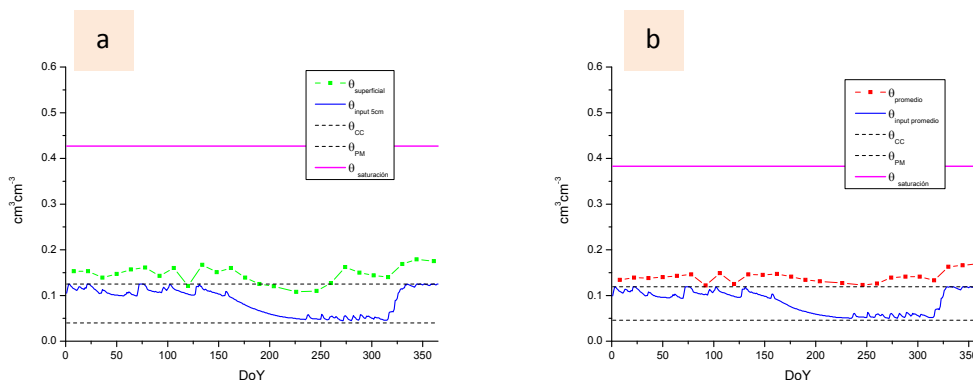 a
0.6
0.5
0.4
0.3
0.2
0.1
0.0
cm³cm⁻³
0
50
100
150
200
250
300
350
DoY
θsuperficial
θinput 5cm
θCC
θPM
θsaturación
b
0.6
0.5
0.4
0.3
0.2
0.1
0.0
cm³cm⁻³
0
50
100
150
200
250
300
350
DoY
θpromedio
θinput promedio
θCC
θPM
θsaturación